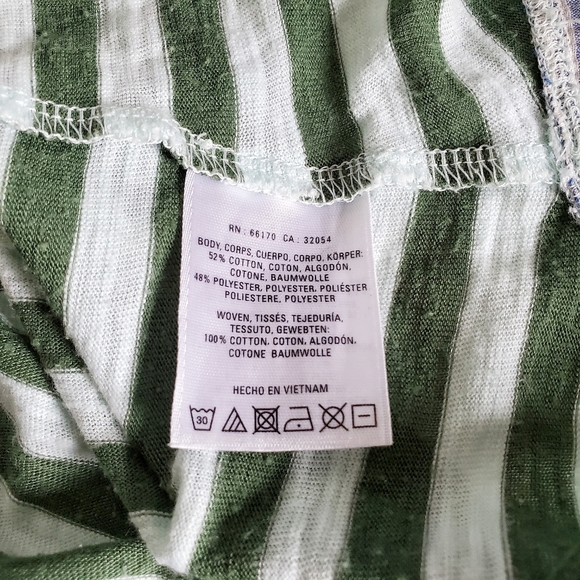 RN : 66170 CA : 32054
BODY, CORPS, CUERPO, CORPO, KÖRPER:
52% COTTON, COTON, ALGODÓN,
COTONE, BAUMWOLLE
48% POLYESTER, POLYESTER, POLIÉSTER
POLIESTERE, POLYESTER
WOVEN, TISSÉS, TEJEDURÍA,
TESSUTO, GEWEBTEN:
100% COTTON, COTON, ALGODÓN,
COTONE BAUMWOLLE
HECHO EN VIETNAM
30